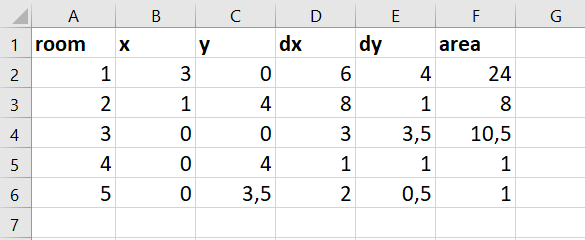 A B C D E F G
1 room x y dx dy area
2 1 3 0 6 4 24
3 2 1 4 8 1 8
4 3 0 0 3 3,5 10,5
5 4 0 4 1 1 1
6 5 0 3,5 2 0,5 1
7